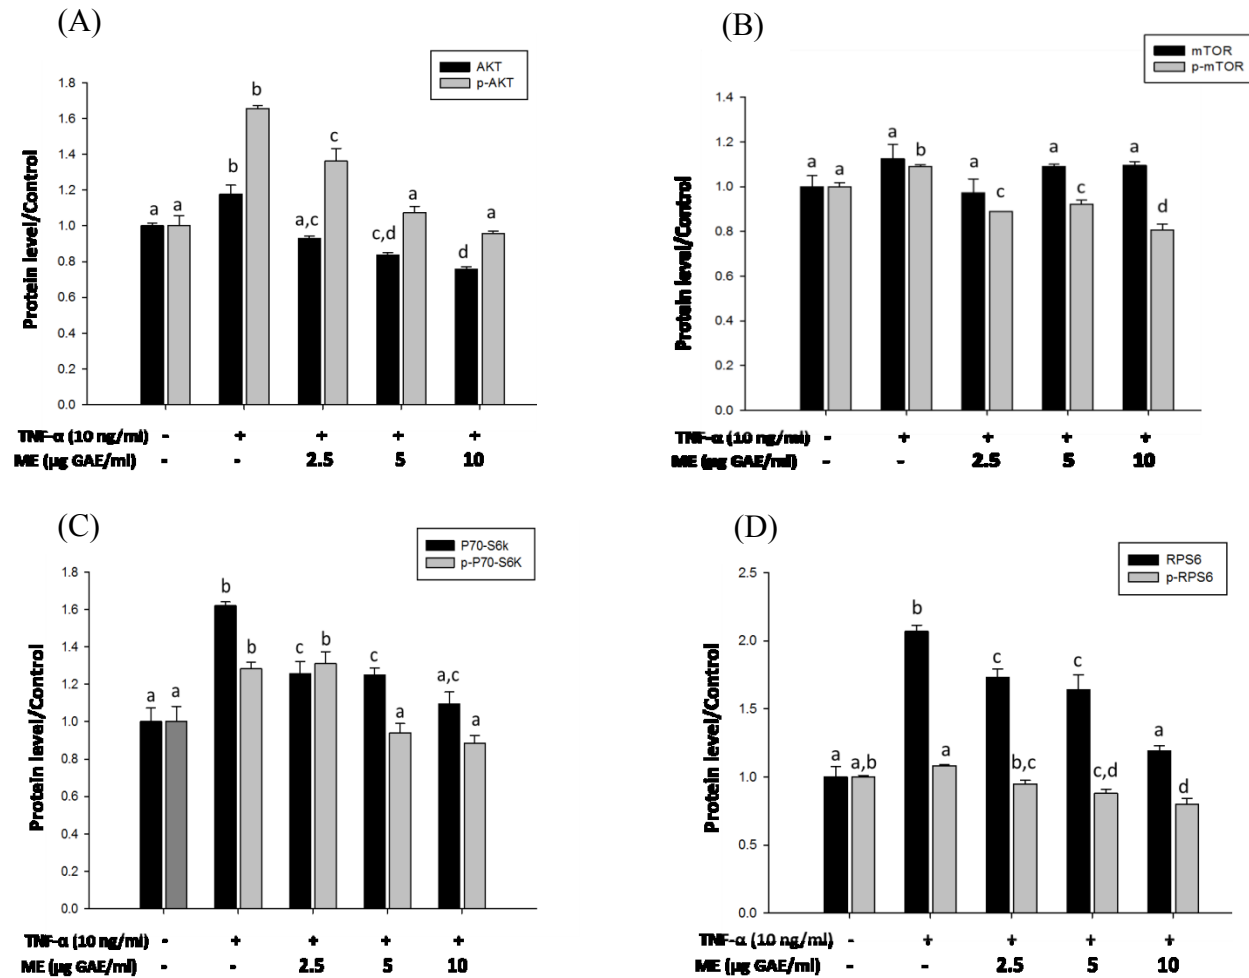 (A)
AKT
p-AKT
Protein level/Control
1.8
1.6
1.4
1.2
1.0
0.8
0.6
0.4
0.2
0.0
a a b b a,c c c,d a d a
TNF-α (10 ng/ml) - + + + +
ME (µg GAE/ml) - - 2.5 5 10
(B)
mTOR
p-mTOR
Protein level/Control
1.4
1.2
1.0
0.8
0.6
0.4
0.2
0.0
a a a b a c a c a d
TNF-α (10 ng/ml) - + + + +
ME (µg GAE/ml) - - 2.5 5 10
(C)
P70-S6k
p-P70-S6K
Protein level/Control
1.8
1.6
1.4
1.2
1.0
0.8
0.6
0.4
0.2
0.0
a a b b c b c a a,c a
TNF-α (10 ng/ml) - + + + +
ME (µg GAE/ml) - - 2.5 5 10
(D)
RPS6
p-RPS6
Protein level/Control
2.5
2.0
1.5
1.0
0.5
0.0
a a,b b a c b,c c c,d a d
TNF-α (10 ng/ml) - + + + +
ME (µg GAE/ml) - - 2.5 5 10